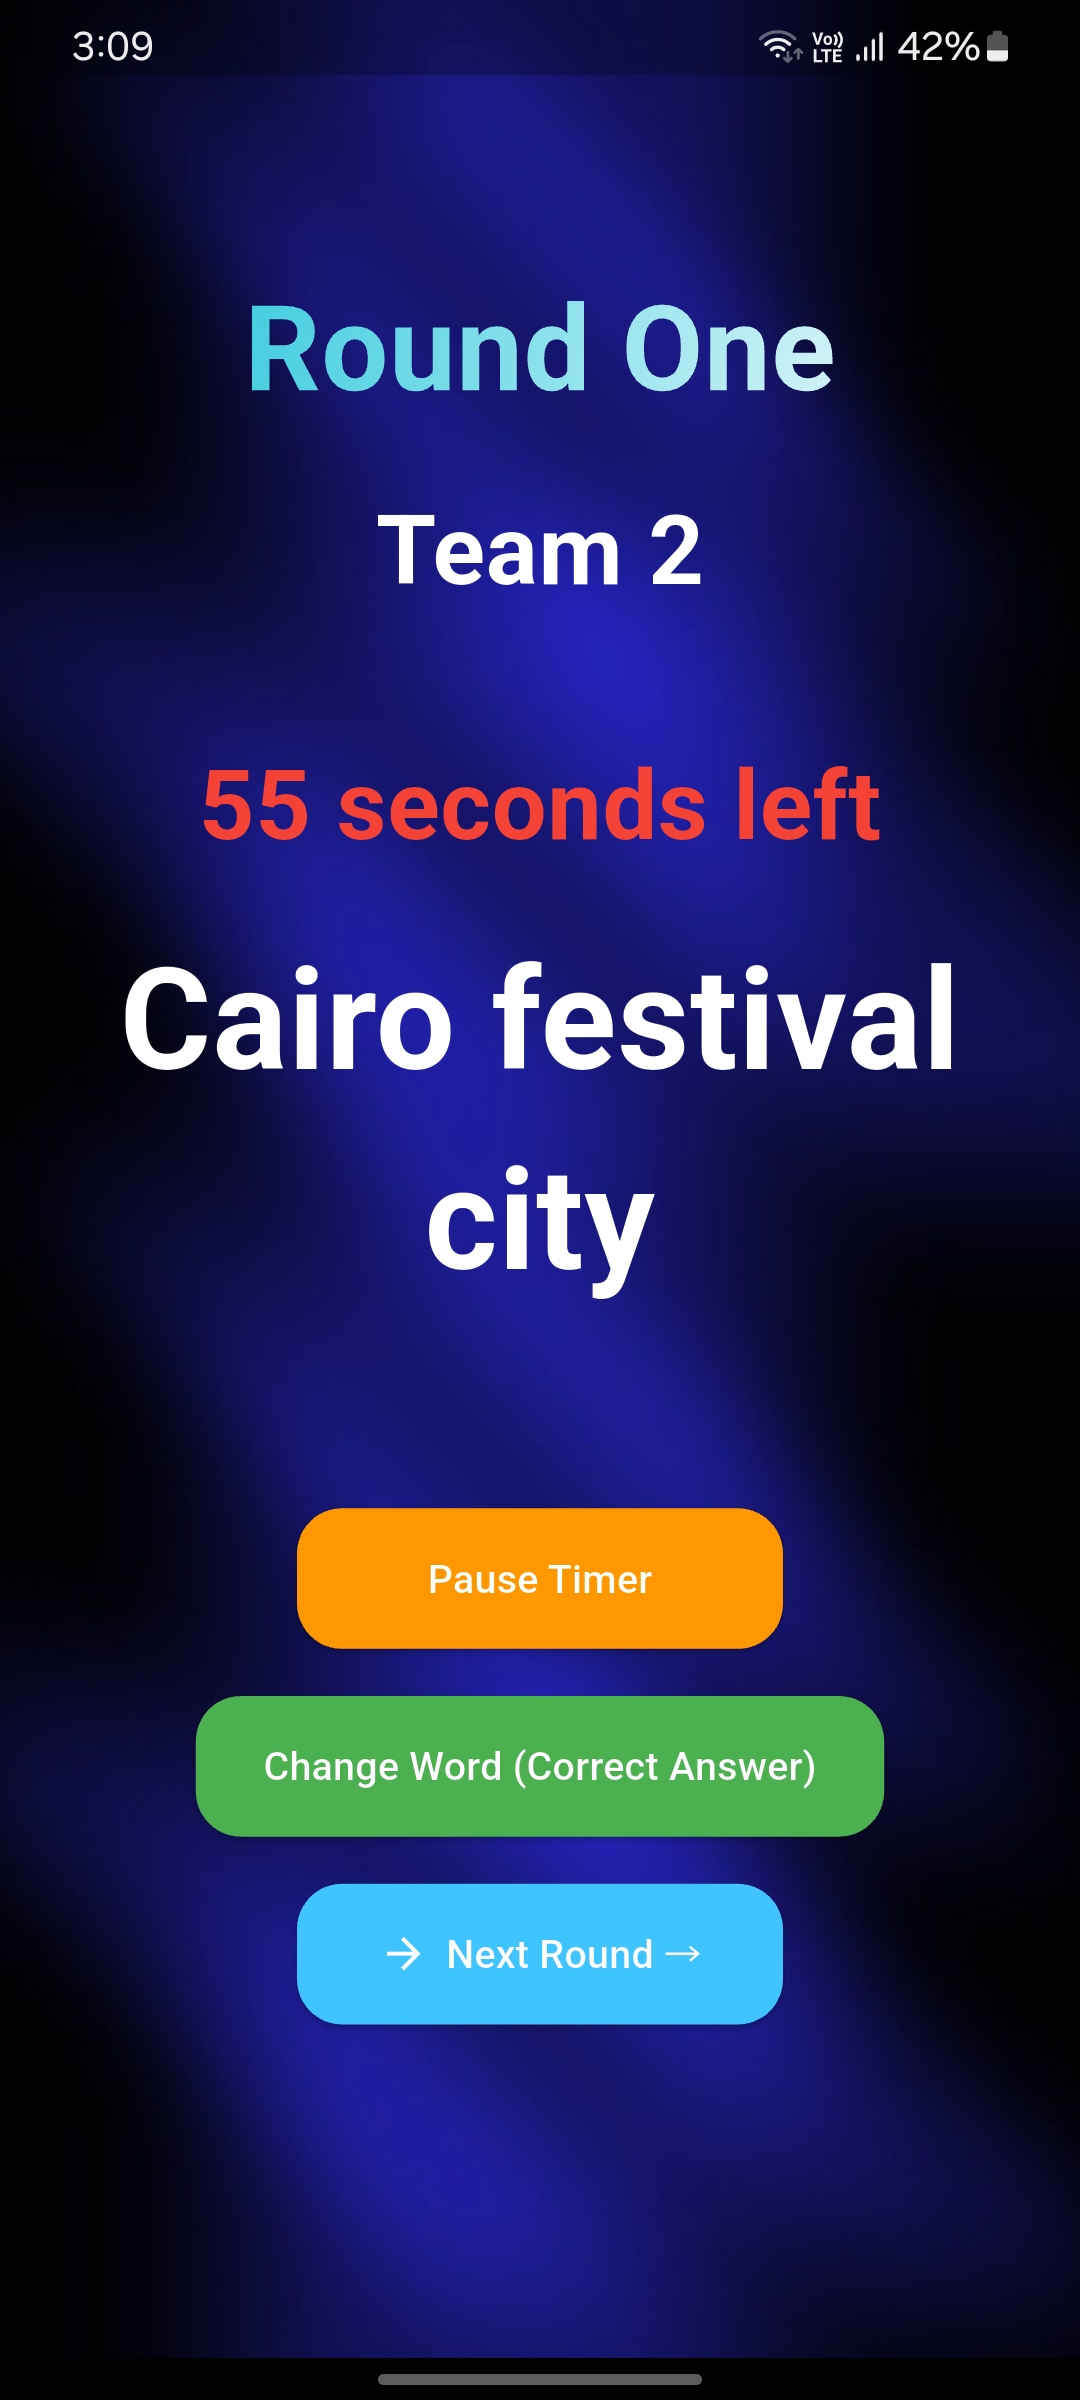 3:09 Vo)) LTE 42%
Round One
Team 2
55 seconds left
Cairo festival
city
Pause Timer
Change Word (Correct Answer)
→ Next Round →